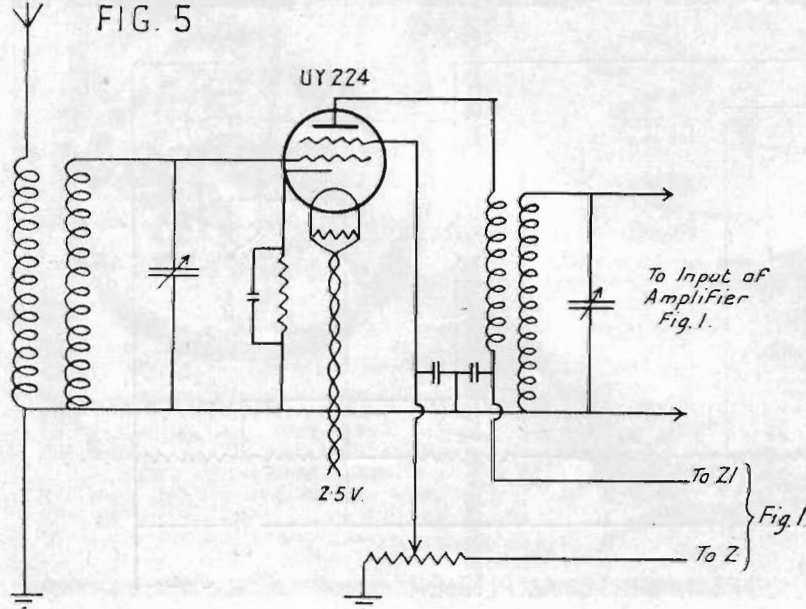 FIG. 5
UY 224
To Input of
Amplifier
Fig. 1.
2·5 V.
To Z1
To Z
Fig. 1.